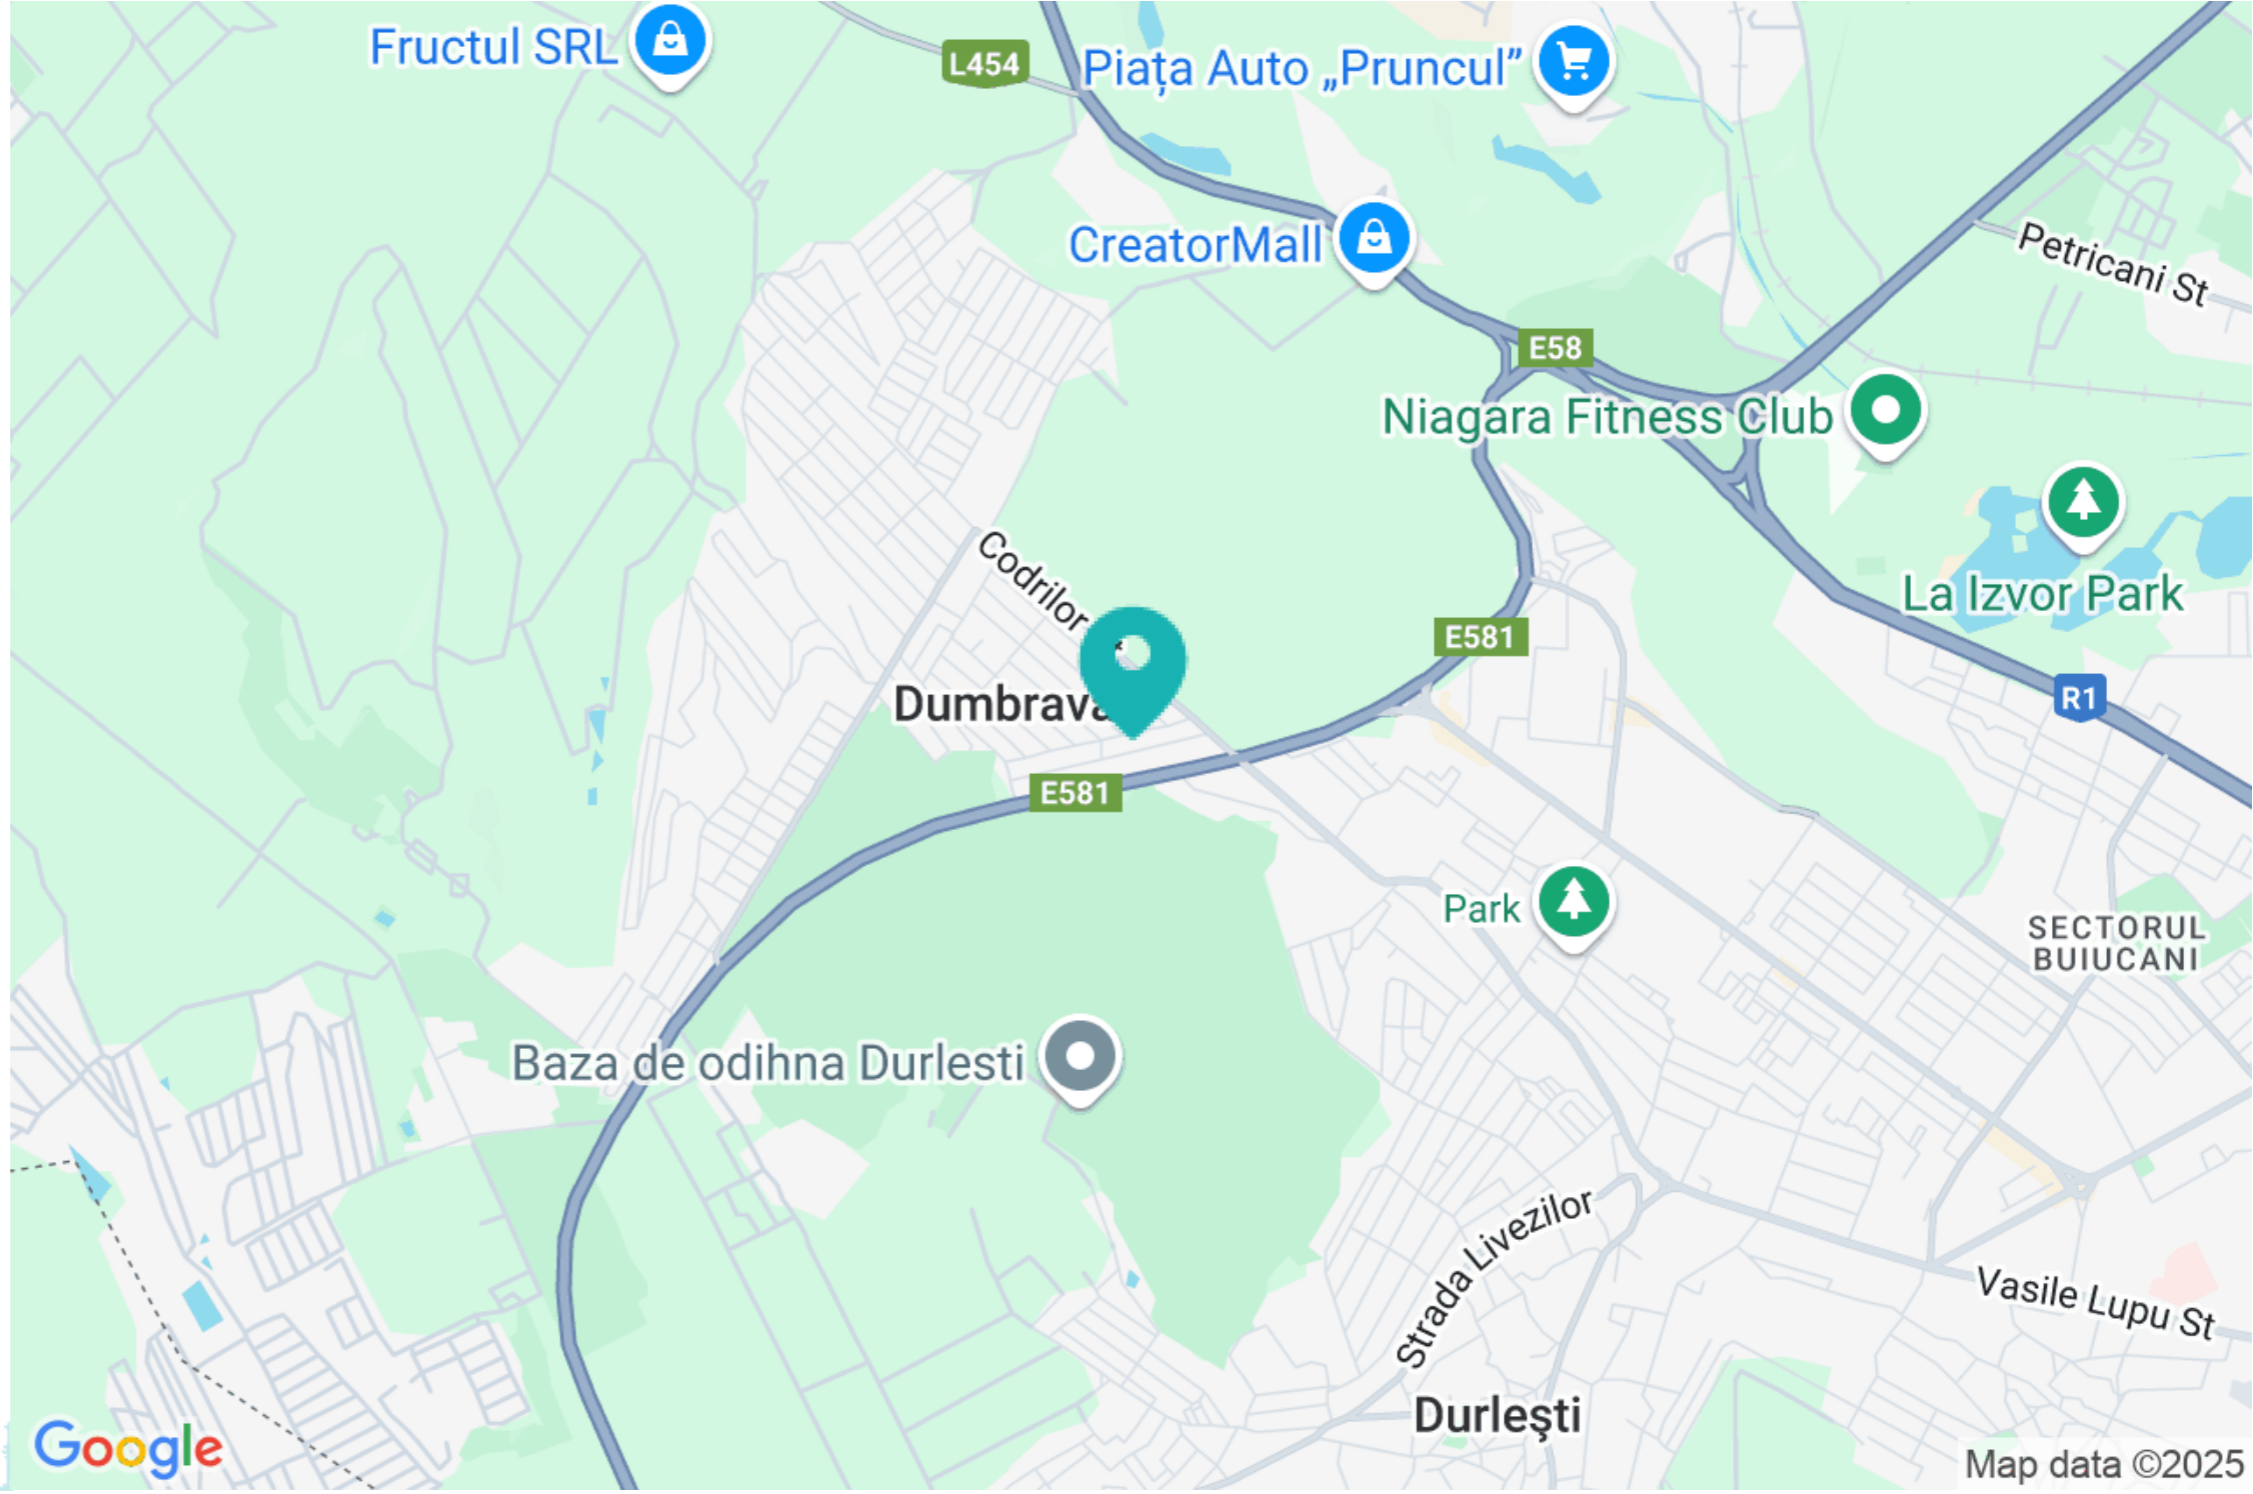 Fructul SRL
L454
Piața Auto „Pruncul”
CreatorMall
Petricani St
E58
Niagara Fitness Club
La Izvor Park
Codrilor
E581
Dumbrava
R1
E581
Park
SECTORUL
BUIUCANI
Baza de odihna Durlesti
Strada Livezilor
Vasile Lupu St
Durleşti
Google
Map data ©2025